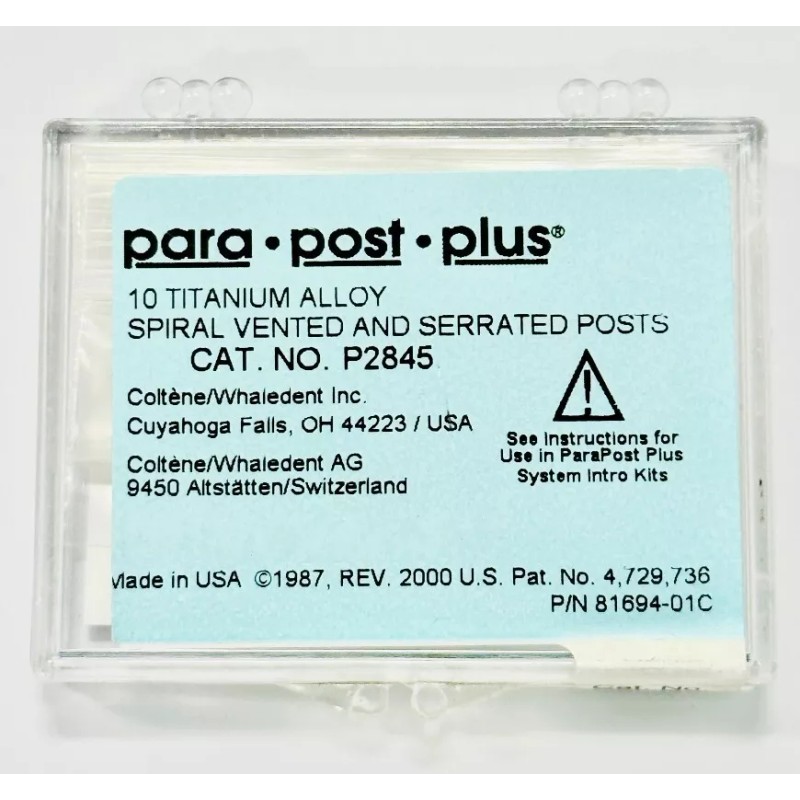 para•post•plus®
10 TITANIUM ALLOY
SPIRAL VENTED AND SERRATED POSTS
CAT. NO. P2845
Coltène/Whaledent Inc.
Cuyahoga Falls, OH 44223 / USA
Coltène/Whaledent AG
9450 Altstätten/Switzerland
!
See Instructions for
Use in ParaPost Plus
System Intro Kits
Made in USA ©1987, REV. 2000 U.S. Pat. No. 4,729,736
P/N 81694-01C